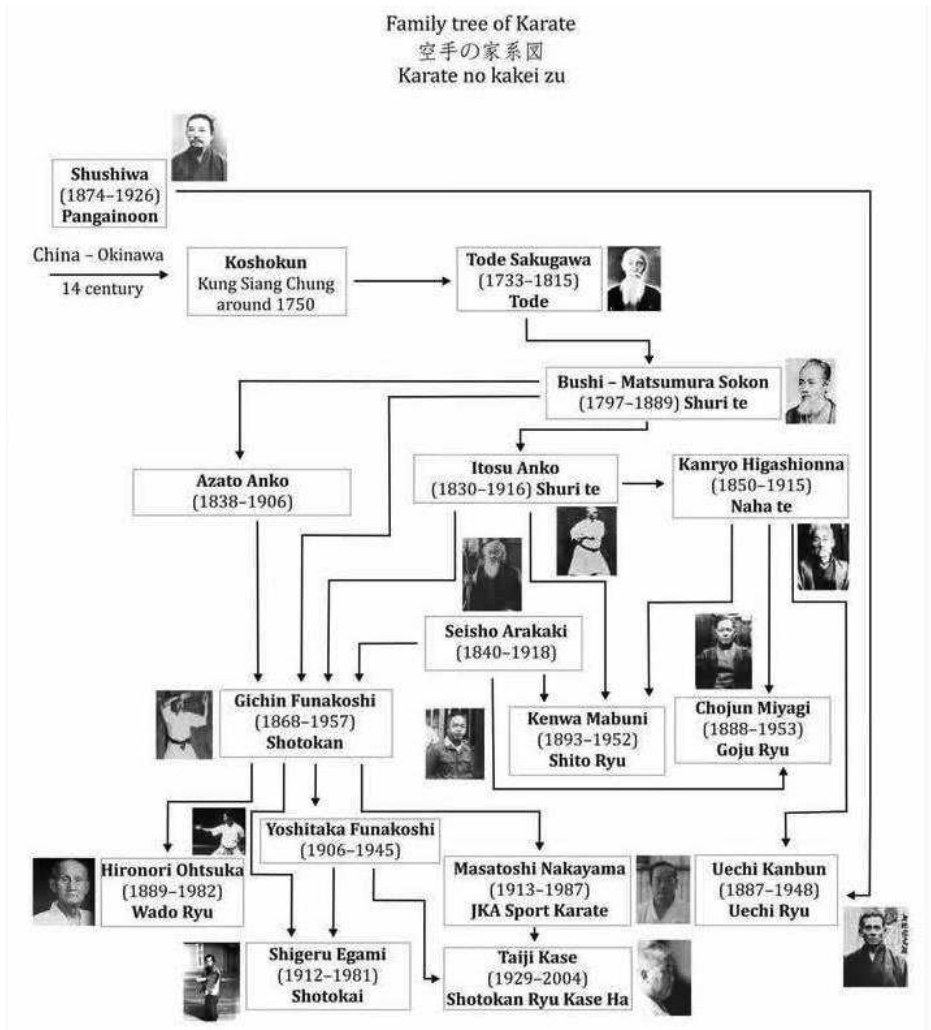 Family tree of Karate
空手の家系図
Karate no kakei zu
Shushiwa
(1874–1926)
Pangainoon
China – Okinawa
14 century
Koshokun
Kung Siang Chung
around 1750
Tode Sakugawa
(1733–1815)
Tode
Bushi – Matsumura Sokon
(1797–1889) Shuri te
Azato Anko
(1838–1906)
Itosu Anko
(1830–1916) Shuri te
Kanryo Higashionna
(1850–1915)
Naha te
Seisho Arakaki
(1840–1918)
Gichin Funakoshi
(1868–1957)
Shotokan
Kenwa Mabuni
(1893–1952)
Shito Ryu
Chojun Miyagi
(1888–1953)
Goju Ryu
Yoshitaka Funakoshi
(1906–1945)
Hironori Ohtsuka
(1889–1982)
Wado Ryu
Masatoshi Nakayama
(1913–1987)
JKA Sport Karate
Uechi Kanbun
(1887–1948)
Uechi Ryu
Shigeru Egami
(1912–1981)
Shotokai
Taiji Kase
(1929–2004)
Shotokan Ryu Kase Ha